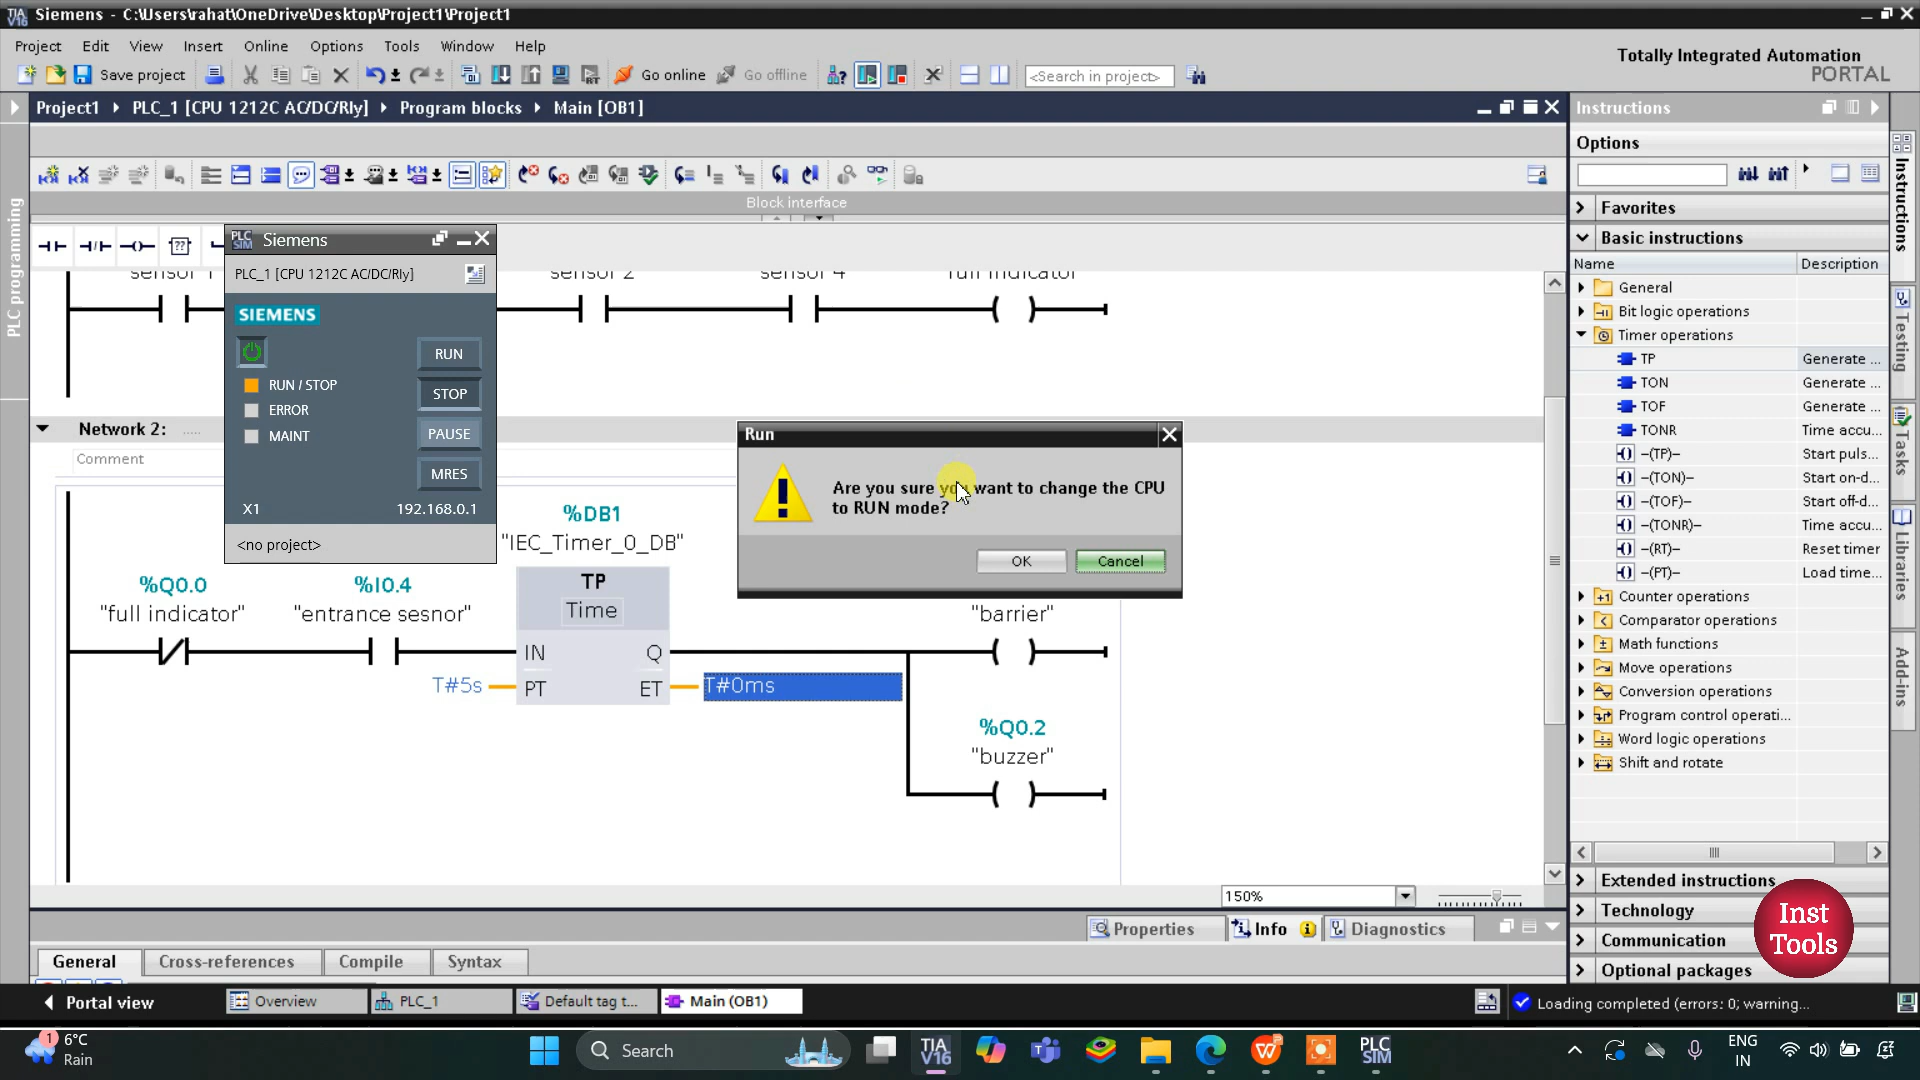 Siemens - C:\Users\rahat\OneDrive\Desktop\Project1\Project1
Project Edit View Insert Online Options Tools Window Help
Totally Integrated Automation
PORTAL
Save project
Go online
Go offline
<Search in project>
Project1 PLC_1 [CPU 1212C AC/DC/Rly] Program blocks Main [OB1]
Instructions
Options
Block interface
Favorites
Basic instructions
Name Description
General
Bit logic operations
Timer operations
TP Generate ...
TON Generate ...
TOF Generate ...
TONR Time accu...
-(TP)- Start puls...
-(TON)- Start on-d...
-(TOF)- Start off-d...
-(TONR)- Time accu...
-(RT)- Reset timer
-(PT)- Load time...
Counter operations
Comparator operations
Math functions
Move operations
Conversion operations
Program control operati...
Word logic operations
Shift and rotate
Extended instructions
Technology
Communication
Optional packages
Instructions
Testing
Tasks
Libraries
Add-ins
PLC programming
PLC SIM Siemens
PLC_1 [CPU 1212C AC/DC/Rly]
SIEMENS
RUN
RUN / STOP
STOP
ERROR
PAUSE
MAINT
MRES
X1 192.168.0.1
<no project>
sensor 1 sensor 2 sensor 4 full indicator
Network 2: .....
Comment
Run
Are you sure you want to change the CPU
to RUN mode?
OK Cancel
%DB1
"IEC_Timer_0_DB"
TP
Time
%Q0.0
"full indicator"
%I0.4
"entrance sesnor"
"barrier"
IN Q
T#5s PT ET T#0ms
%Q0.2
"buzzer"
150%
Properties Info Diagnostics
General Cross-references Compile Syntax
Portal view Overview PLC_1 Default tag t... Main (OB1)
Loading completed (errors: 0; warning...
Inst
Tools
1
6°C
Rain
Search
TIA
V16
PLC
SIM
ENG
IN